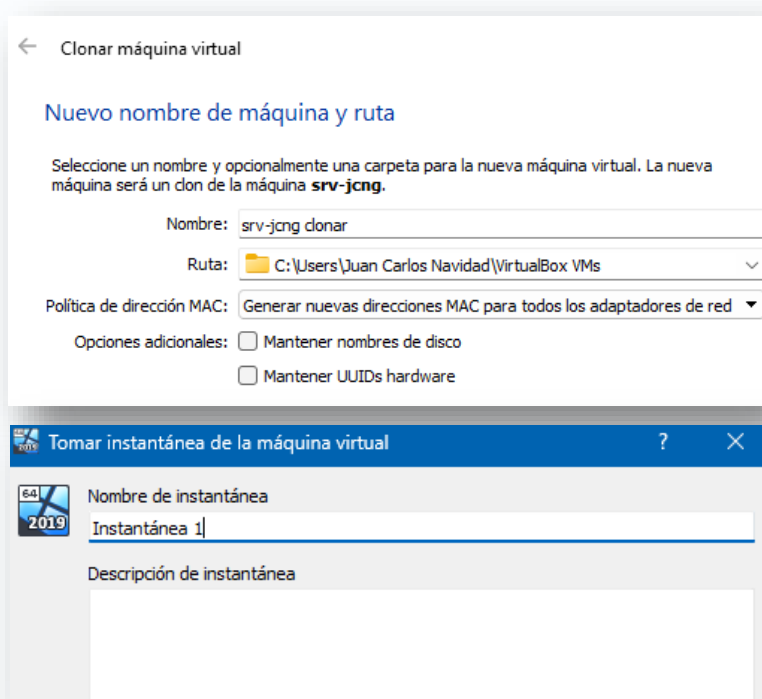 Clonar máquina virtual
Nuevo nombre de máquina y ruta
Seleccione un nombre y opcionalmente una carpeta para la nueva máquina virtual. La nueva
máquina será un clon de la máquina srv-jcng.
Nombre: srv-jcng clonar
Ruta: C:\Users\Juan Carlos Navidad\VirtualBox VMs
Política de dirección MAC: Generar nuevas direcciones MAC para todos los adaptadores de red
Opciones adicionales: Mantener nombres de disco
Mantener UUIDs hardware
Tomar instantánea de la máquina virtual ?
64
2019
Nombre de instantánea
Instantánea 1
Descripción de instantánea